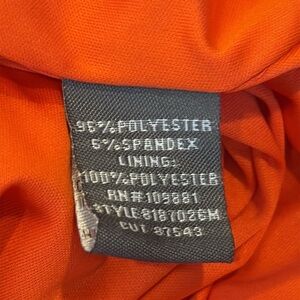 95%POLYESTER
5%SPANDEX
LINING:
100%POLYESTER
RN#109881
STYLE:8187026M
CUT 87543